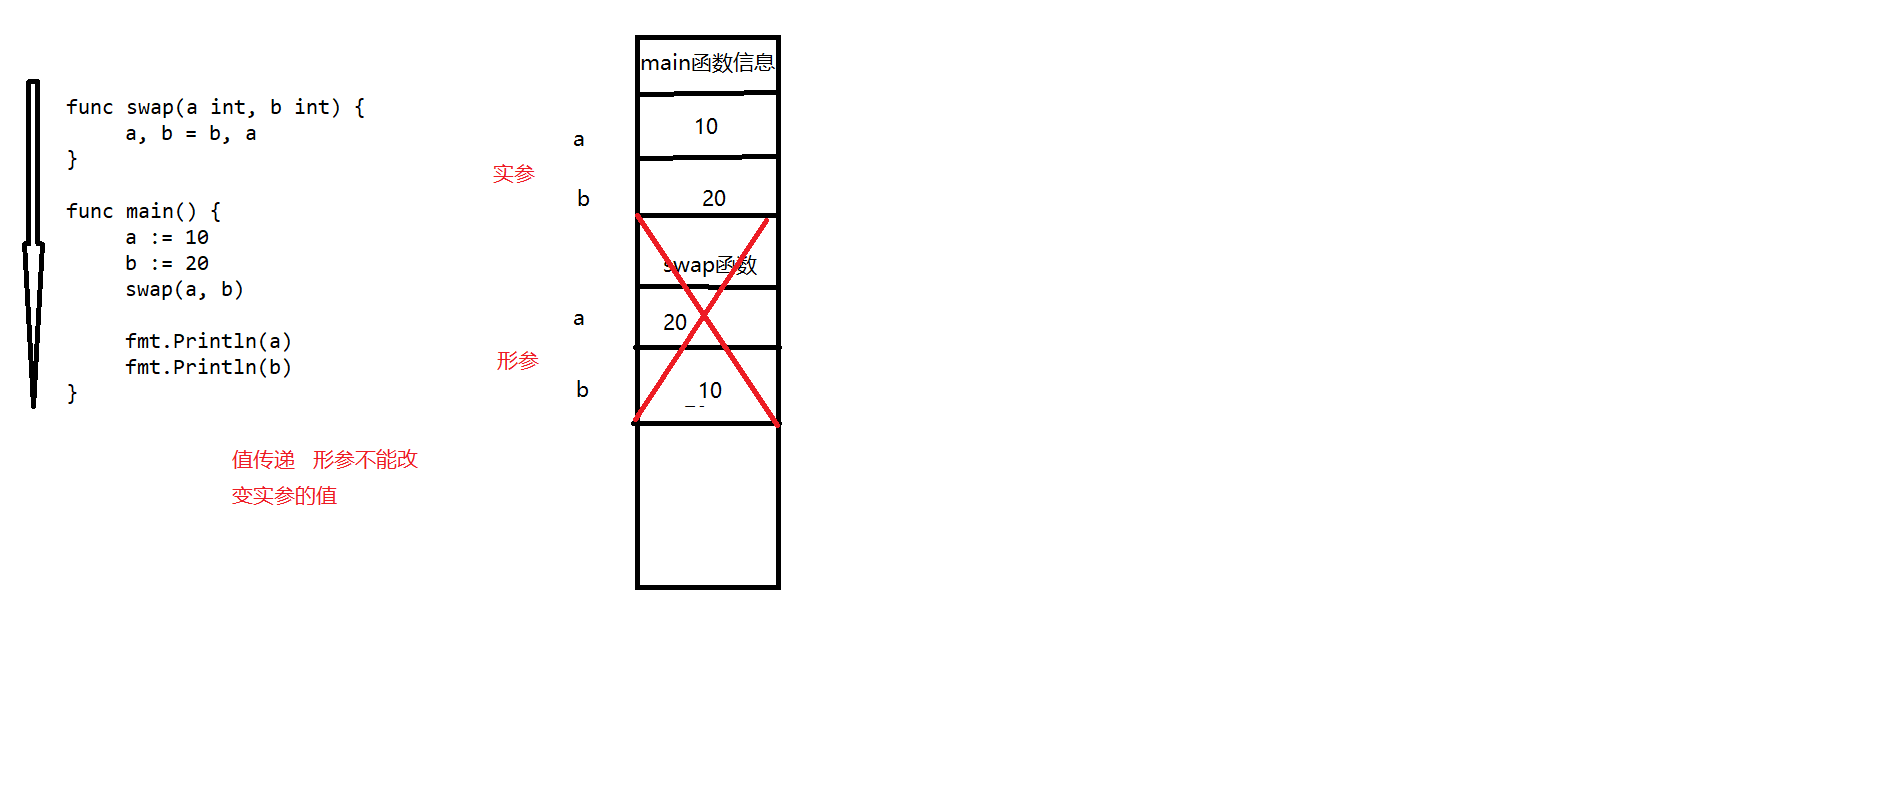 func swap(a int, b int) {
a, b = b, a
}
func main() {
a := 10
b := 20
swap(a, b)
fmt.Println(a)
fmt.Println(b)
}
值传递 形参不能改
变实参的值
实参
形参
a
b
a
b
main函数信息
10
20
swap函数
20
10